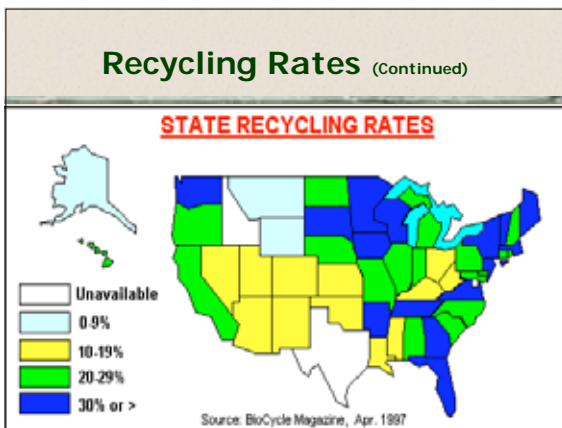 Recycling Rates (Continued)
STATE RECYCLING RATES
Unavailable
0-9%
10-19%
20-29%
30% or >
Source: BioCycle Magazine, Apr. 1997